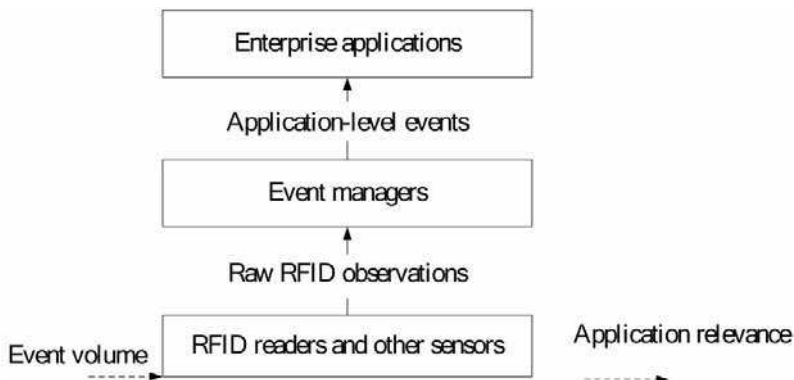 Enterprise applications
Application-level events
Event managers
Raw RFID observations
RFID readers and other sensors
Event volume
Application relevance